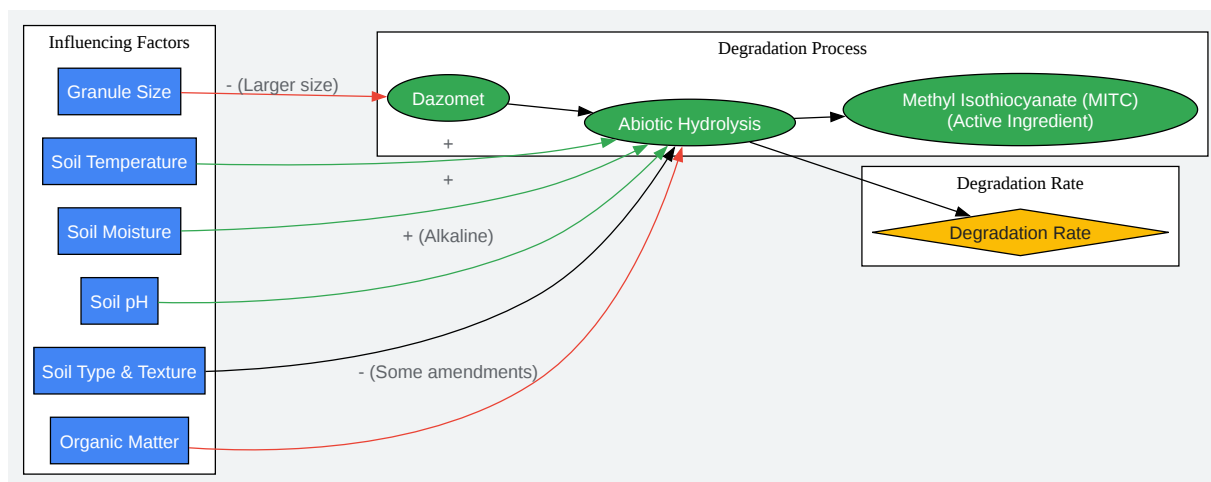 Influencing Factors
Granule Size
Soil Temperature
Soil Moisture
Soil pH
Soil Type & Texture
Organic Matter
- (Larger size)
+
+
+ (Alkaline)
- (Some amendments)
Degradation Process
Dazomet
Abiotic Hydrolysis
Methyl Isothiocyanate (MITC)
(Active Ingredient)
Degradation Rate
Degradation Rate